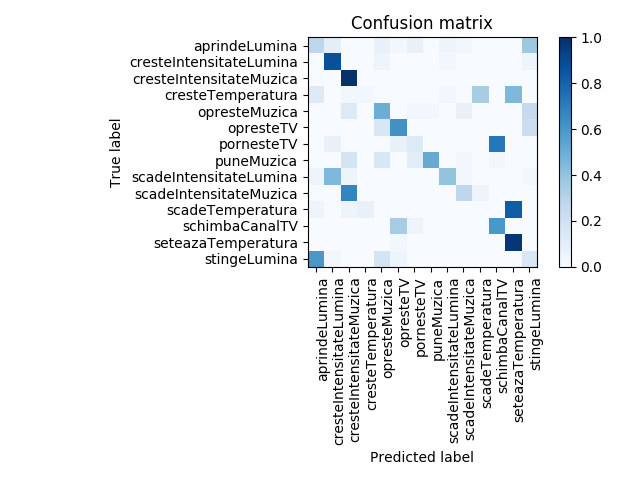 Confusion matrix
True label
aprindeLumina
cresteIntensitateLumina
cresteIntensitateMuzica
cresteTemperatura
opresteMuzica
opresteTV
pornesteTV
puneMuzica
scadeIntensitateLumina
scadeIntensitateMuzica
scadeTemperatura
schimbaCanalTV
seteazaTemperatura
stingeLumina
aprindeLumina
cresteIntensitateLumina
cresteIntensitateMuzica
cresteTemperatura
opresteMuzica
opresteTV
pornesteTV
puneMuzica
scadeIntensitateLumina
scadeIntensitateMuzica
scadeTemperatura
schimbaCanalTV
seteazaTemperatura
stingeLumina
Predicted label
1.0
0.8
0.6
0.4
0.2
0.0